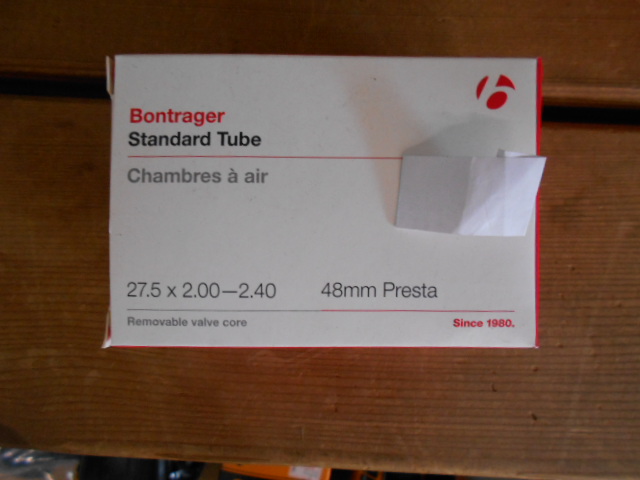 Bontrager
Standard Tube
Chambres à air
27.5 x 2.00—2.40 48mm Presta
Removable valve core Since 1980.